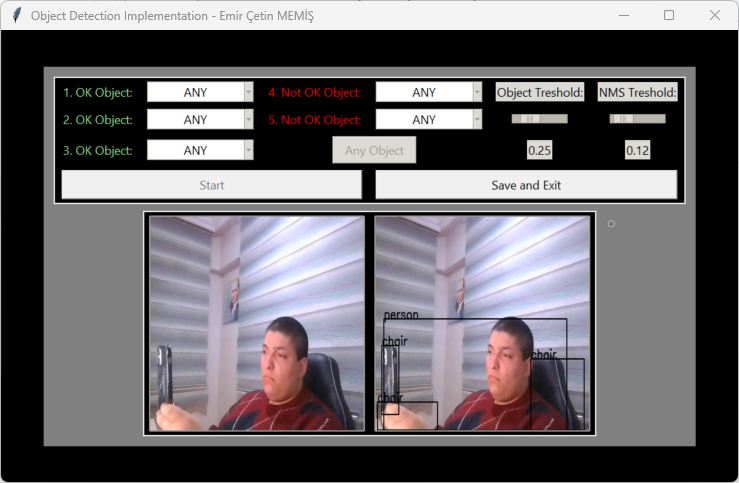 Object Detection Implementation - Emir Çetin MEMİŞ
1. OK Object: ANY 4. Not OK Object: ANY Object Treshold: NMS Treshold:
2. OK Object: ANY 5. Not OK Object: ANY
3. OK Object: ANY Any Object 0.25 0.12
Start Save and Exit
person
chair
chair
chair